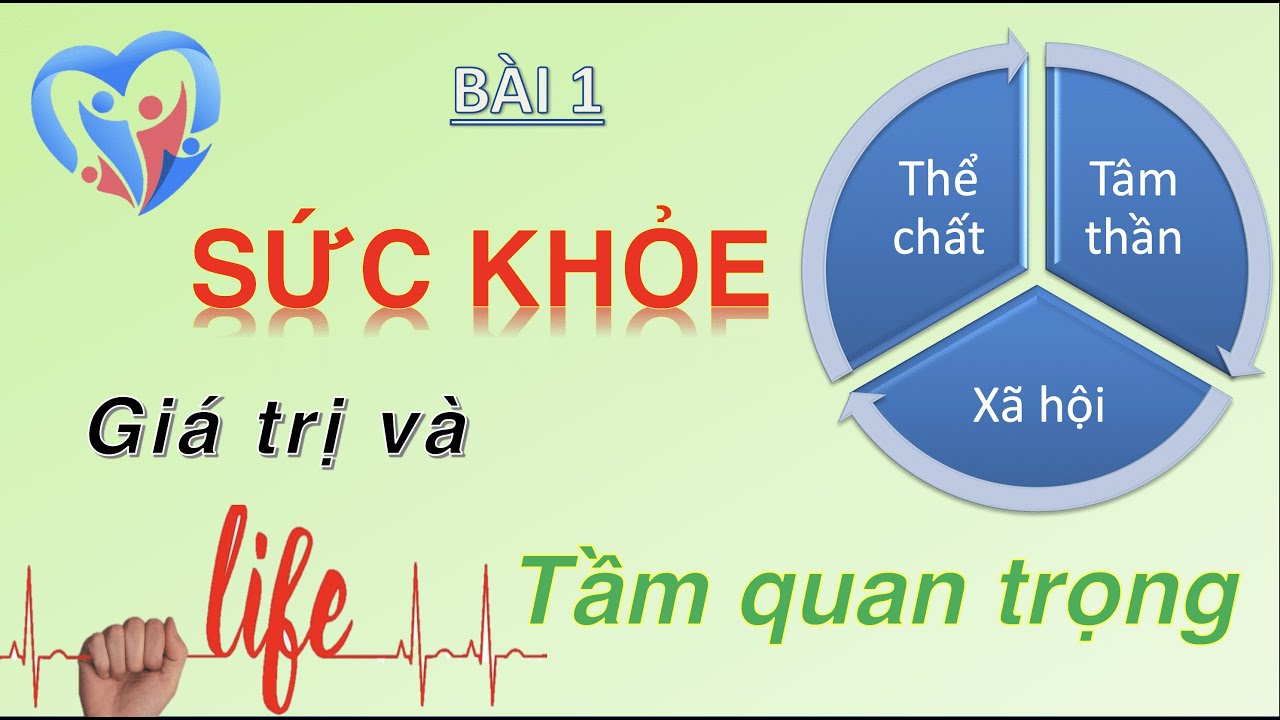 BÀI 1
SỨC KHỎE
Giá trị và
Tầm quan trọng
Thể
chất
Tâm
thần
Xã hội
life